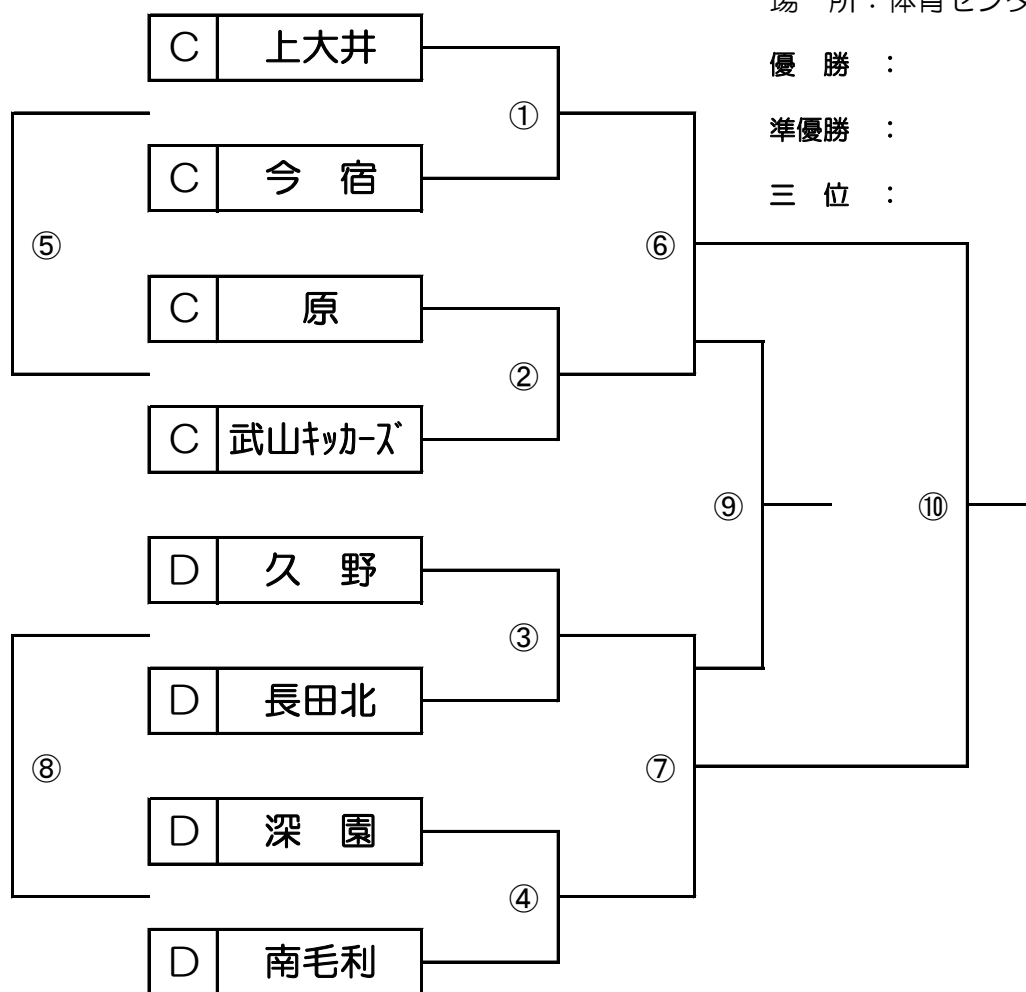 場　所：体育センタ
優　勝　：
準優勝　：
三　位　：
C 上大井
①
C 今　宿
⑤
⑥
C 原
②
C 武山ｷｯｶｰｽﾞ
⑨
⑩
D 久　野
③
D 長田北
⑧
⑦
D 深　園
④
D 南毛利